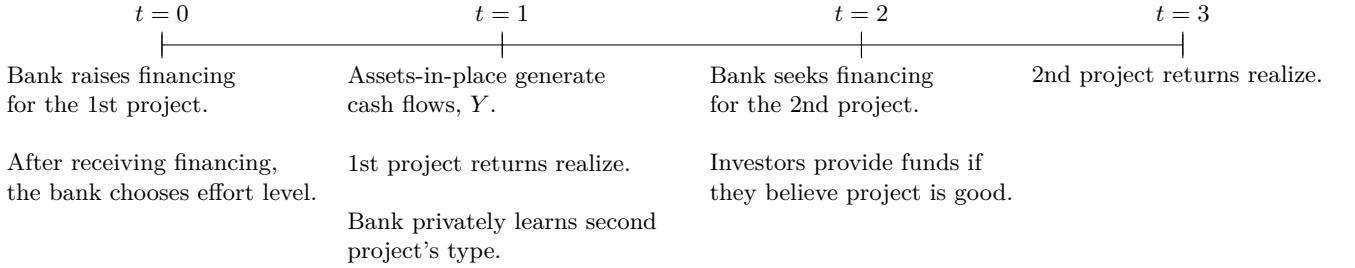 t = 0
t = 1
t = 2
t = 3
Bank raises financing
for the 1st project.
After receiving financing,
the bank chooses effort level.
Assets-in-place generate
cash flows, Y.
1st project returns realize.
Bank privately learns second
project's type.
Bank seeks financing
for the 2nd project.
Investors provide funds if
they believe project is good.
2nd project returns realize.